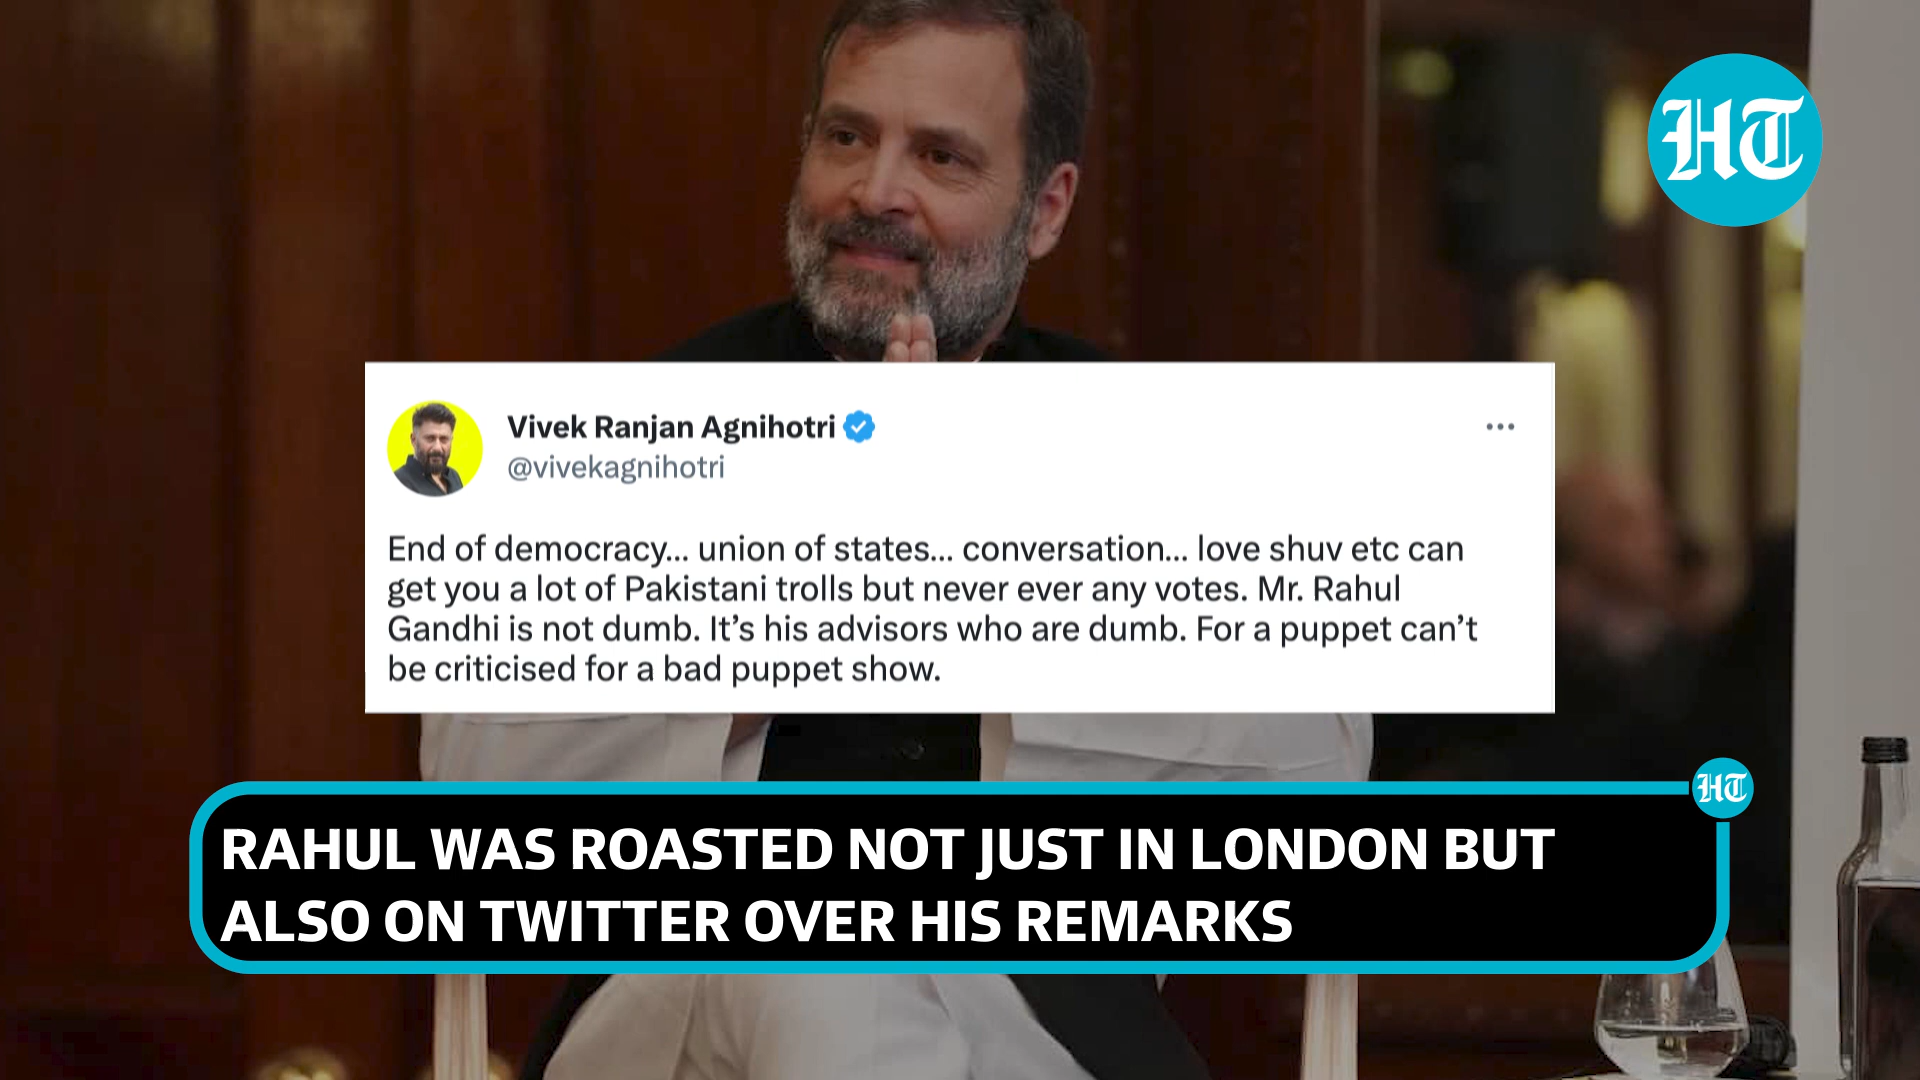 HT
Vivek Ranjan Agnihotri
@vivekagnihotri
End of democracy... union of states... conversation... love shuv etc can
get you a lot of Pakistani trolls but never ever any votes. Mr. Rahul
Gandhi is not dumb. It’s his advisors who are dumb. For a puppet can’t
be criticised for a bad puppet show.
HT
RAHUL WAS ROASTED NOT JUST IN LONDON BUT
ALSO ON TWITTER OVER HIS REMARKS